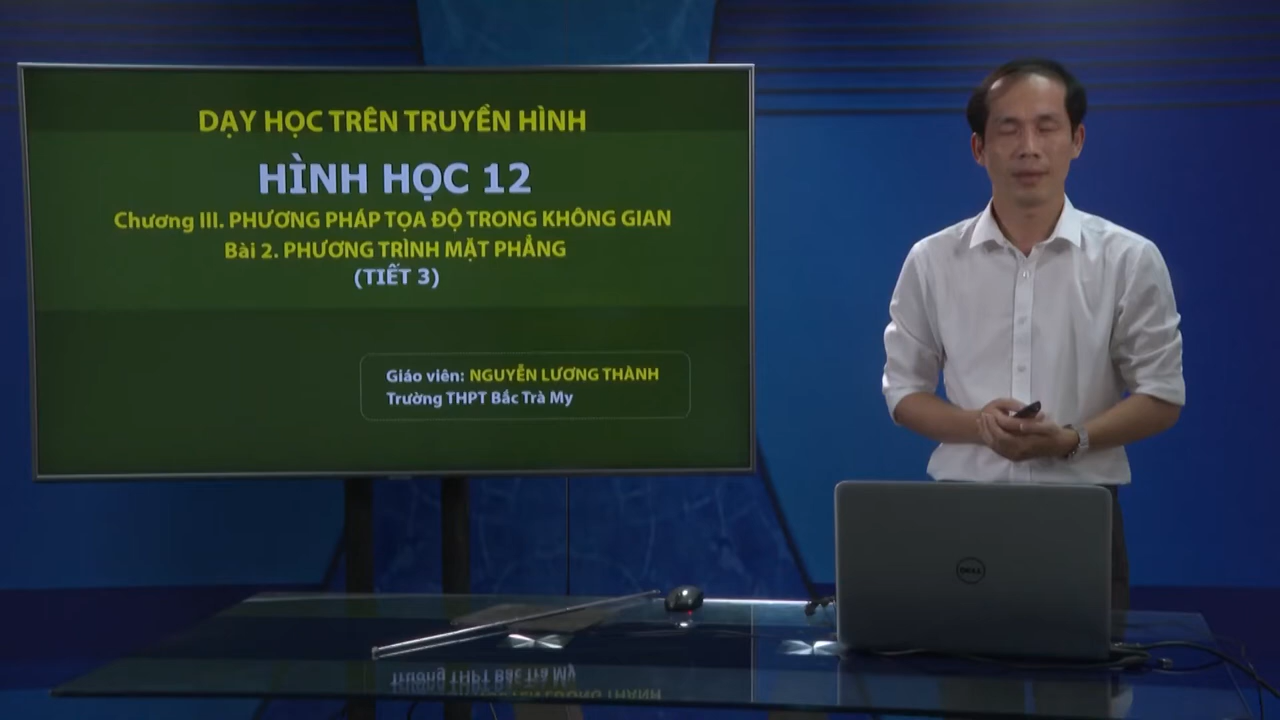 DẠY HỌC TRÊN TRUYỀN HÌNH
HÌNH HỌC 12
Chương III. PHƯƠNG PHÁP TỌA ĐỘ TRONG KHÔNG GIAN
Bài 2. PHƯƠNG TRÌNH MẶT PHẲNG
(TIẾT 3)
Giáo viên: NGUYỄN LƯƠNG THÀNH
Trường THPT Bắc Trà My
DELL